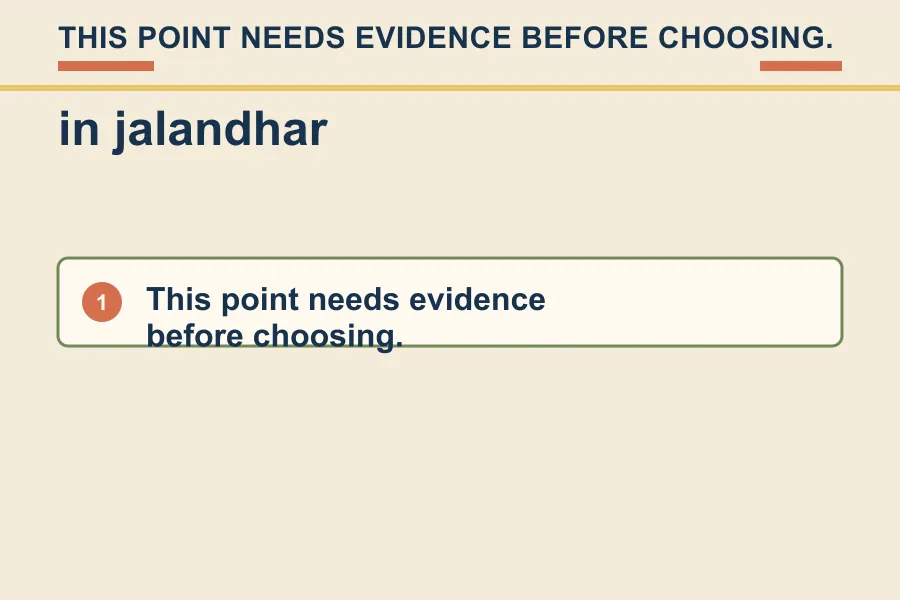 THIS POINT NEEDS EVIDENCE BEFORE CHOOSING.
in jalandhar
1
This point needs evidence
before choosing.